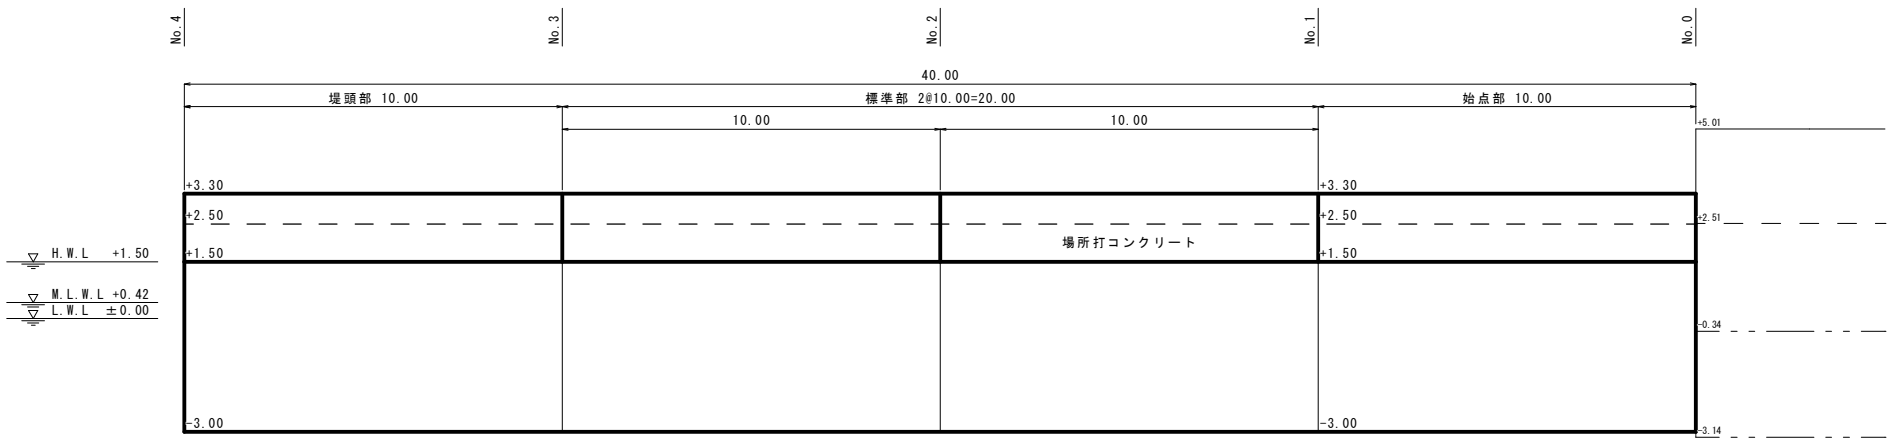 No.4
No.3
No.2
No.1
No.0
40.00
堤頭部 10.00
標準部 2@10.00=20.00
始点部 10.00
10.00
10.00
+5.01
+3.30
+3.30
+2.50
+2.50
+2.51
場所打コンクリート
H.W.L +1.50
+1.50
+1.50
M.L.W.L +0.42
L.W.L ±0.00
-0.34
-3.00
-3.00
-3.14